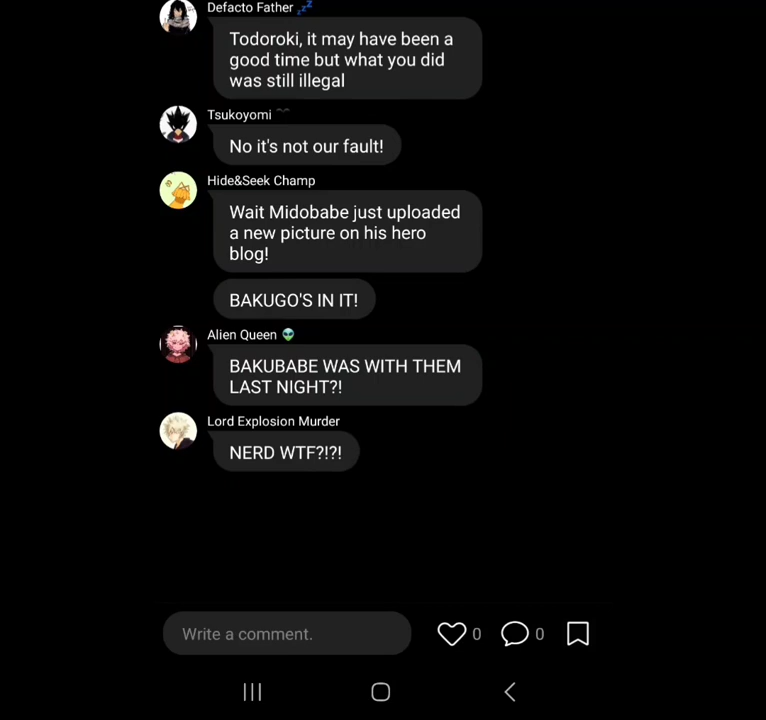 Defacto Father 💤
Todoroki, it may have been a
good time but what you did
was still illegal
Tsukoyomi
No it's not our fault!
Hide&Seek Champ
Wait Midobabe just uploaded
a new picture on his hero
blog!
BAKUGO'S IN IT!
Alien Queen 👽
BAKUBABE WAS WITH THEM
LAST NIGHT?!
Lord Explosion Murder
NERD WTF?!?!
Write a comment.
0
0